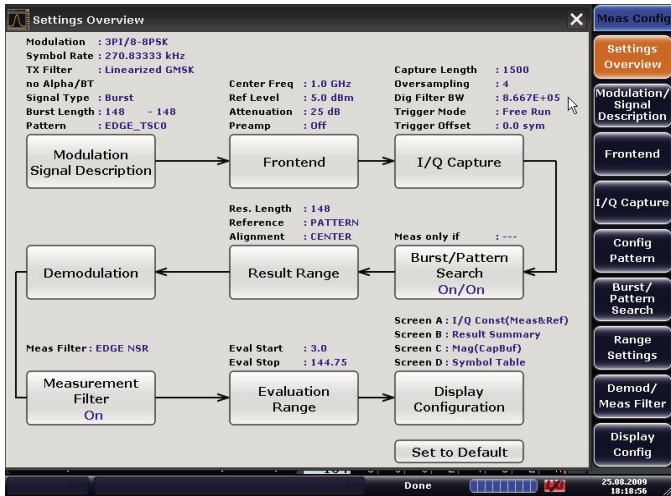 Settings Overview
Modulation : 3PI/8-8PSK
Symbol Rate : 270.83333 kHz
TX Filter : Linearized GMSK
no Alpha/BT
Signal Type : Burst
Burst Length : 148 - 148
Pattern : EDGE_TSC0
Center Freq : 1.0 GHz
Ref Level : 5.0 dBm
Attenuation : 25 dB
Preamp : Off
Capture Length : 1500
Oversampling : 4
Dig Filter BW : 8.667E+05
Trigger Mode : Free Run
Trigger Offset : 0.0 sym
Modulation
Signal Description
Frontend
I/Q Capture
Res. Length : 148
Reference : PATTERN
Alignment : CENTER
Meas only if : ---
Demodulation
Result Range
Burst/Pattern
Search
On/On
Meas Filter : EDGE NSR
Eval Start : 3.0
Eval Stop : 144.75
Screen A : I/Q Const(Meas&Ref)
Screen B : Result Summary
Screen C : Mag(CapBuf)
Screen D : Symbol Table
Measurement
Filter
On
Evaluation
Range
Display
Configuration
Set to Default
Meas Config
Settings
Overview
Modulation/
Signal
Description
Frontend
I/Q Capture
Config
Pattern
Burst/
Pattern
Search
Range
Settings
Demod/
Meas Filter
Display
Config
Done
LXI
25.08.2009
18:18:56